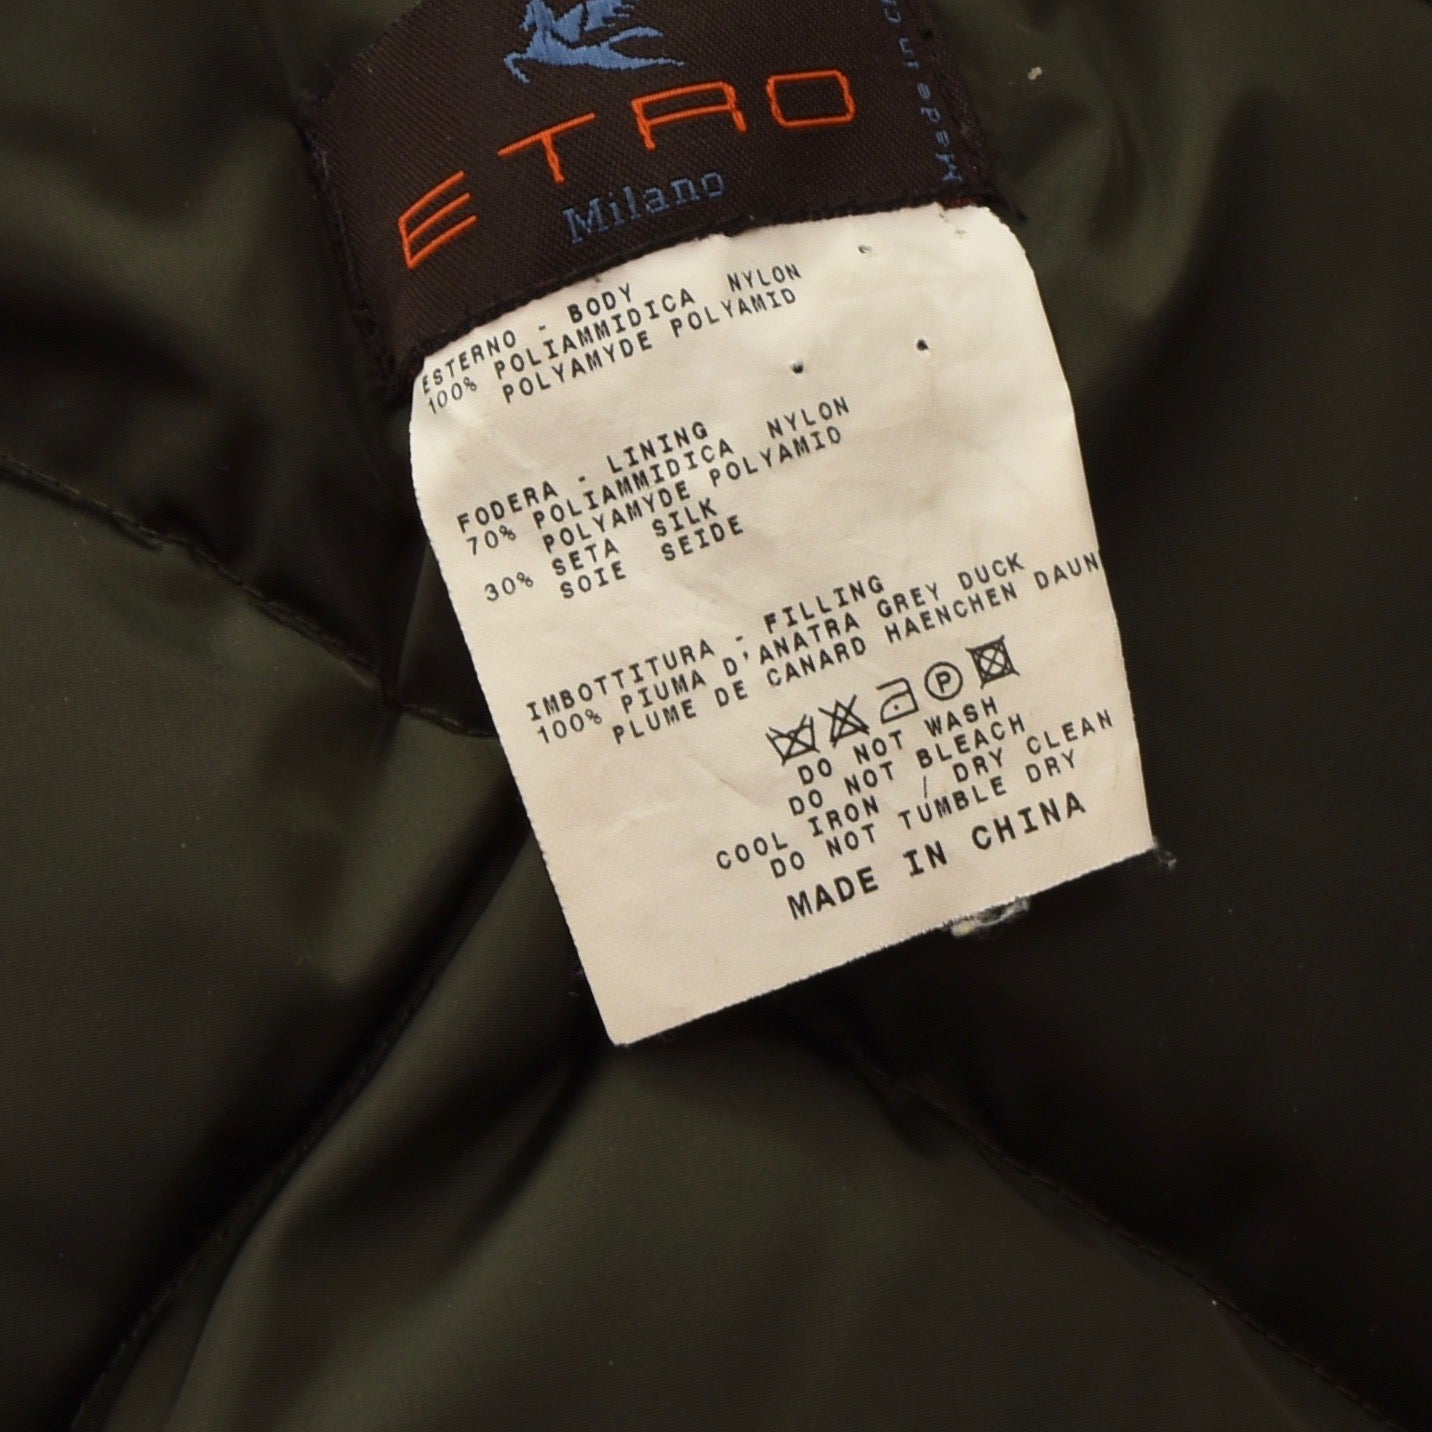 ETRO
Milano
Made in Ch
ESTERNO - BODY
100% POLIAMMIDICA NYLON
POLYAMYDE POLYAMID
FODERA - LINING
70% POLIAMMIDICA NYLON
POLYAMYDE POLYAMID
30% SETA SILK
SOIE SEIDE
IMBOTTITURA - FILLING
100% PIUMA D'ANATRA GREY DUCK
PLUME DE CANARD HAENCHEN DAUN
P
DO NOT WASH
DO NOT BLEACH
COOL IRON / DRY CLEAN
DO NOT TUMBLE DRY
MADE IN CHINA